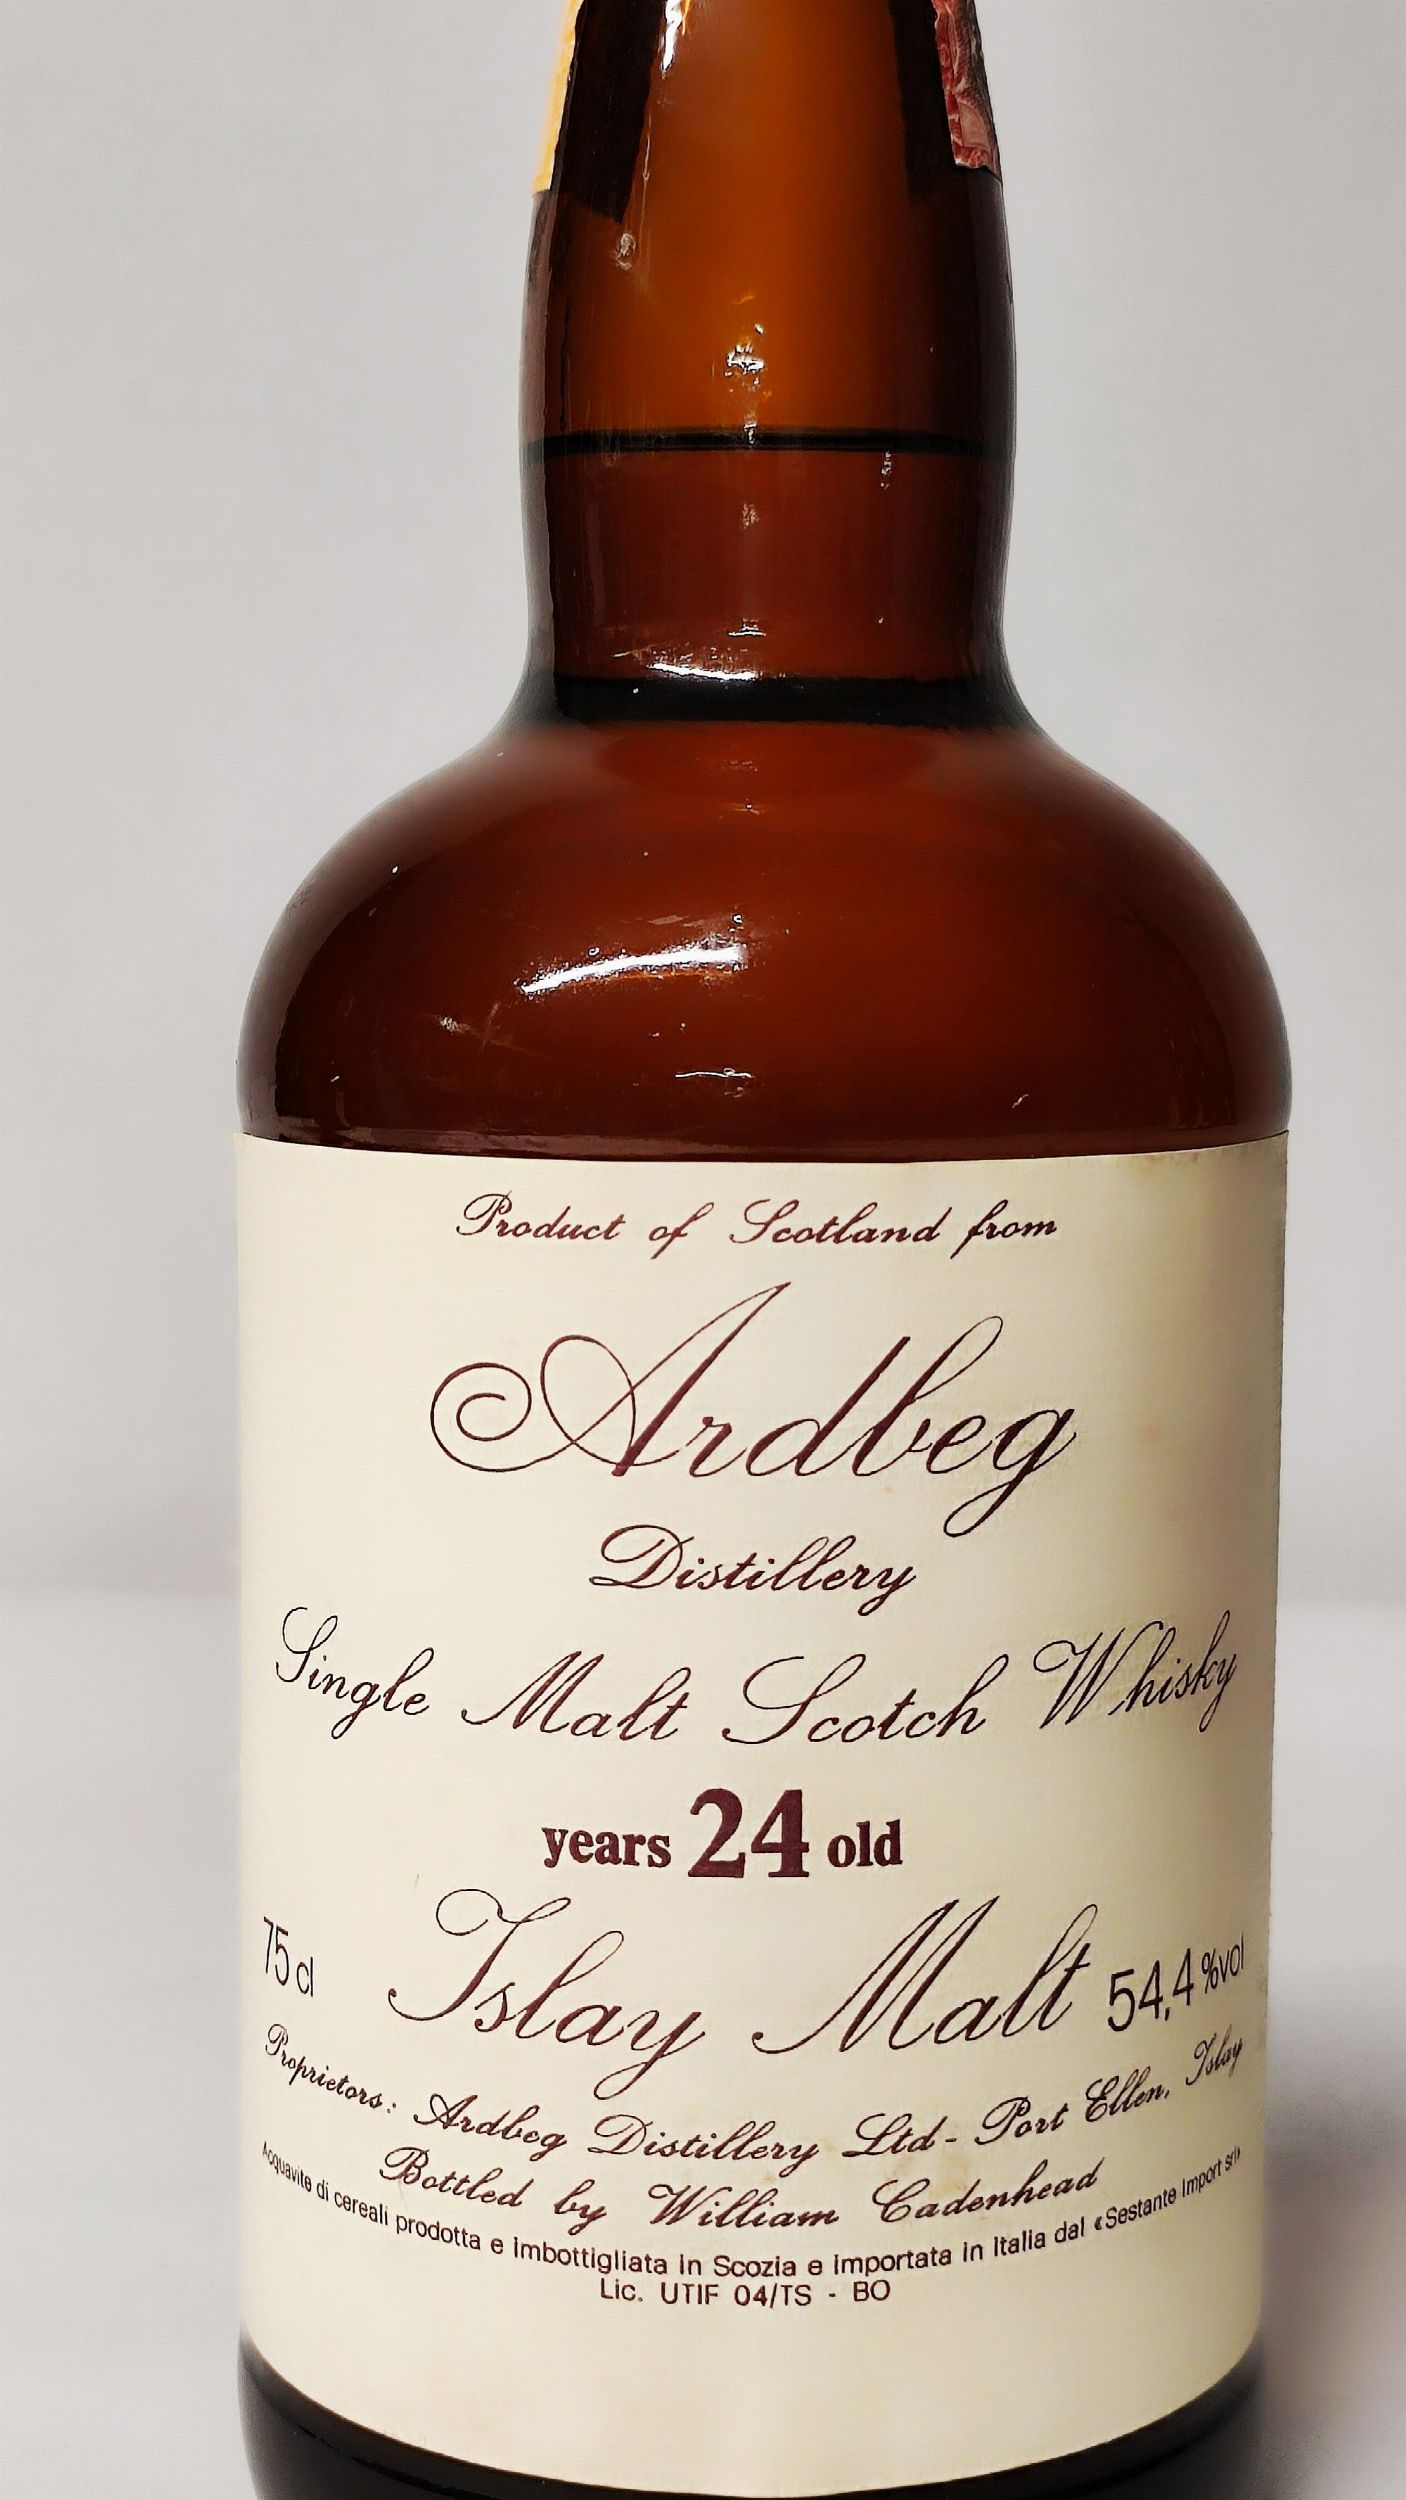 Product of Scotland from
Ardbeg
Distillery
Single Malt Scotch Whisky
years 24 old
75 cl Islay Malt 54,4 %vol
Proprietors: Ardbeg Distillery Ltd - Port Ellen, Islay
Bottled by William Cadenhead
Acquavite di cereali prodotta e imbottigliata in Scozia e importata in Italia dal «Sestante Import srl»
Lic. UTIF 04/TS - BO